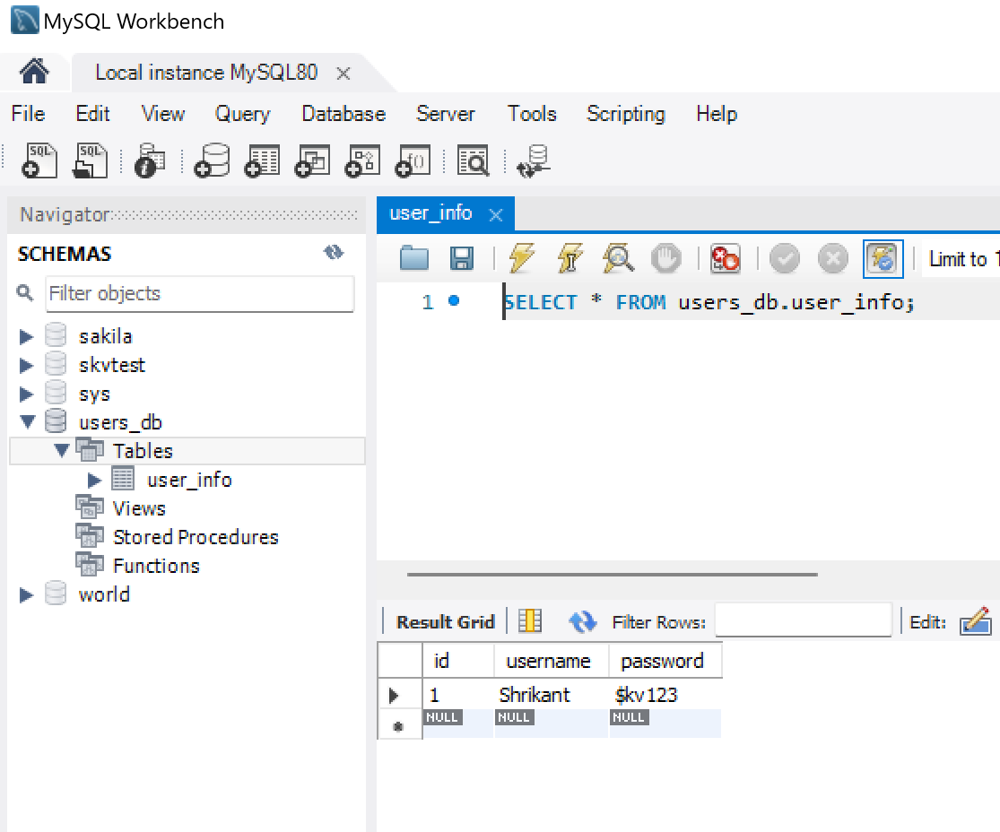 MySQL Workbench
Local instance MySQL80
File Edit View Query Database Server Tools Scripting Help
SQL SQL f()
Navigator
SCHEMAS
Filter objects
sakila
skvtest
sys
users_db
Tables
user_info
Views
Stored Procedures
Functions
world
user_info
Limit to 1
1 SELECT * FROM users_db.user_info;
Result Grid Filter Rows: Edit:
id username password
1 Shrikant $kv123
NULL NULL NULL